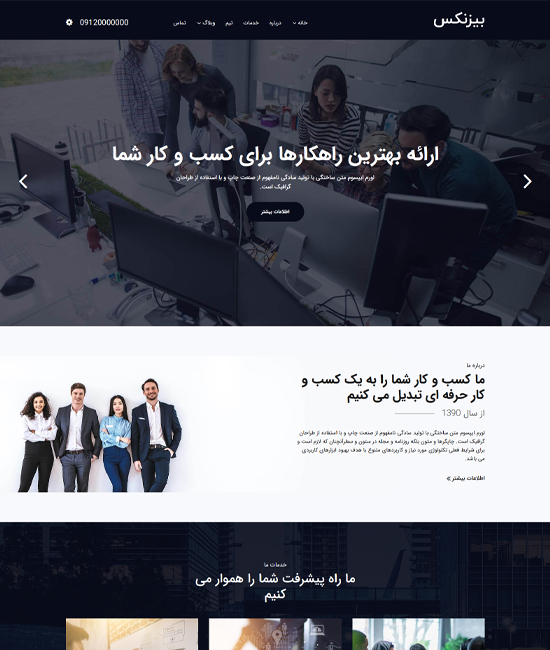 بیزنکس
خانه
درباره
خدمات
تیم
وبلاگ
تماس
09120000000
ارائه بهترین راهکارها برای کسب و کار شما
لورم ایپسوم متن ساختگی با تولید سادگی نامفهوم از صنعت چاپ و با استفاده از طراحان
گرافیک است.
اطلاعات بیشتر
درباره ما
ما کسب و کار شما را به یک کسب و
کار حرفه ای تبدیل می کنیم
از سال 1390
لورم ایپسوم متن ساختگی با تولید سادگی نامفهوم از صنعت چاپ و با استفاده از طراحان
گرافیک است. چاپگرها و متون بلکه روزنامه و مجله در ستون و سطرآنچنان که لازم است و
برای شرایط فعلی تکنولوژی مورد نیاز و کاربردهای متنوع با هدف بهبود ابزارهای کاربردی
می باشد.
اطلاعات بیشتر »
خدمات ما
ما راه پیشرفت شما را هموار می
کنیم